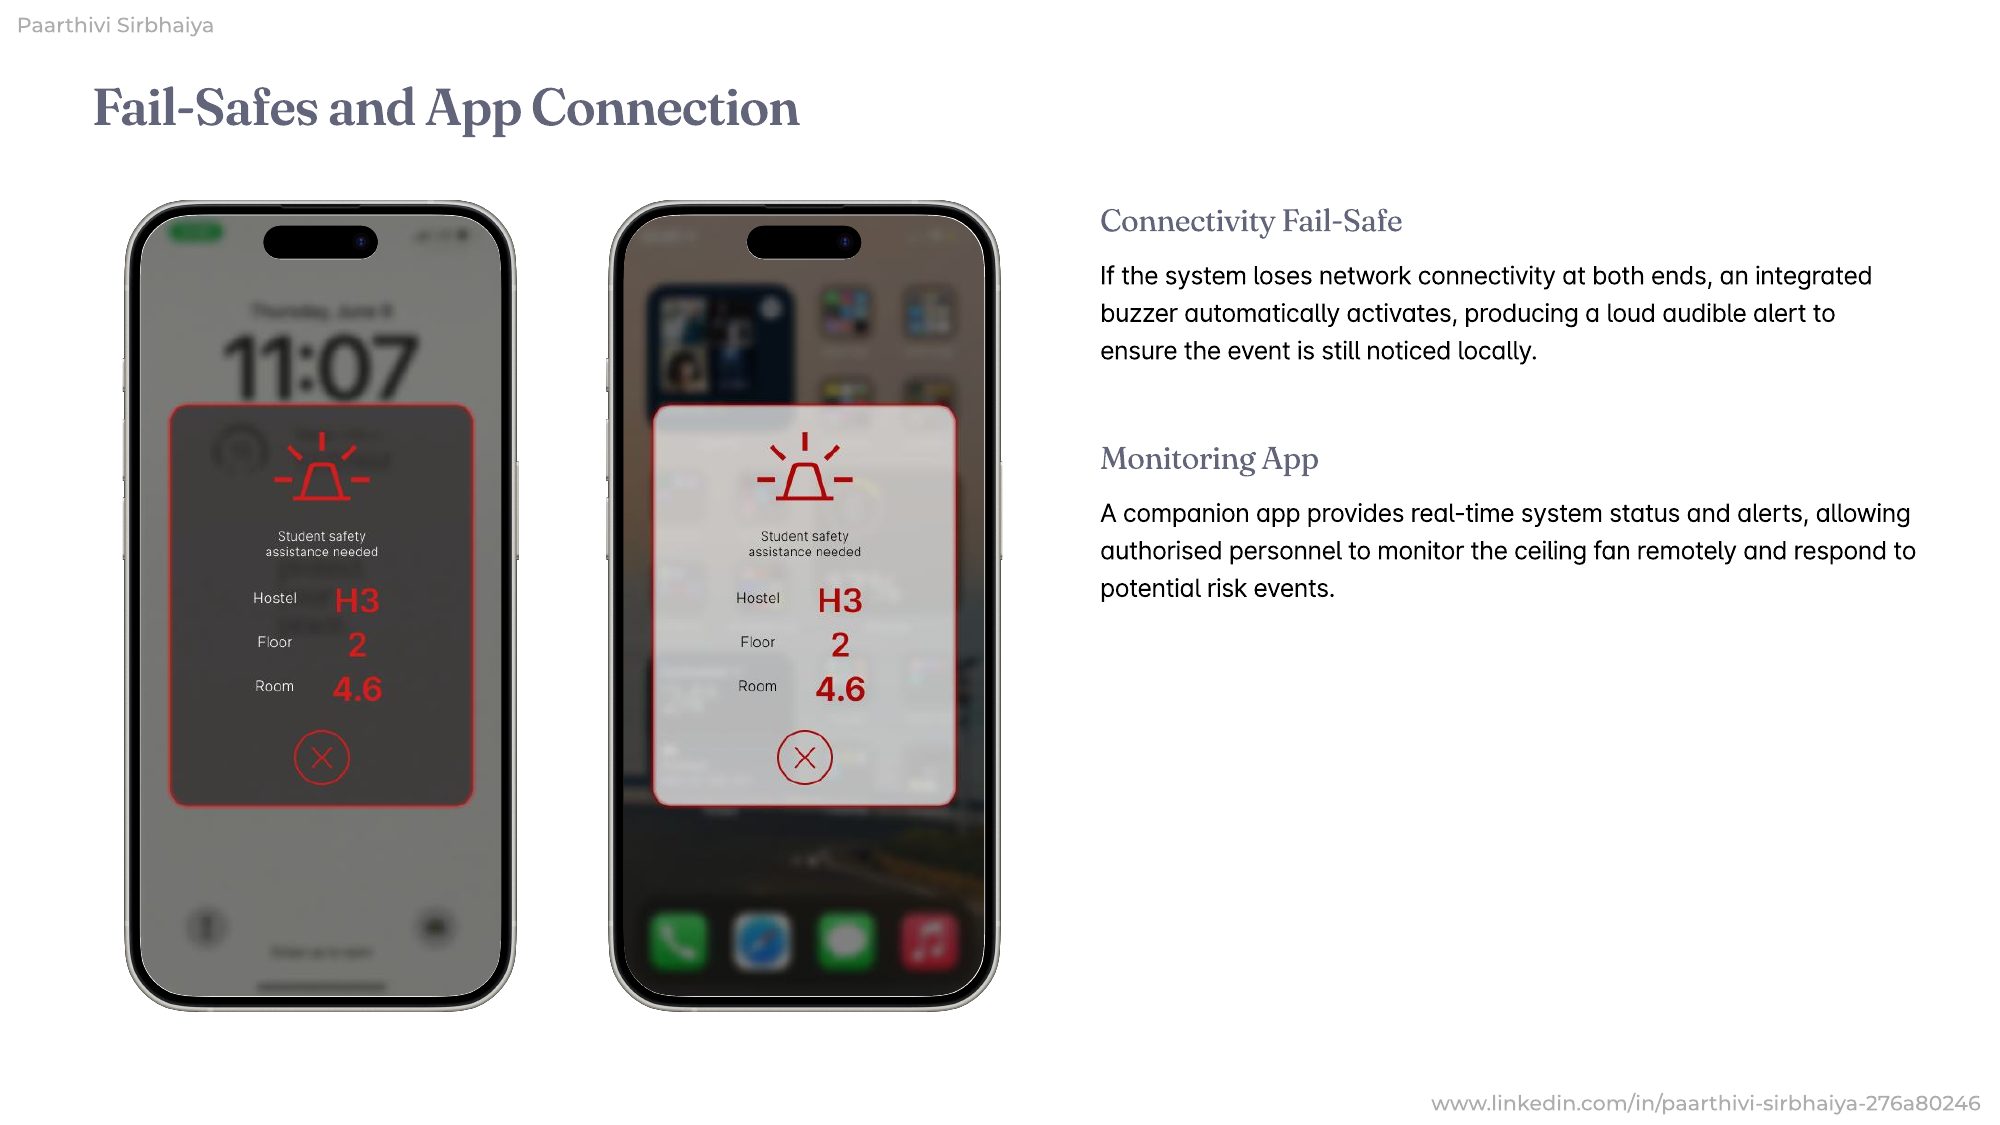 Paarthivi Sirbhaiya
Fail-Safes and App Connection
Thursday, June
11:07
Student safety
assistance needed
Hostel H3
Floor 2
Room 4.6
Student safety
assistance needed
Hostel H3
Floor 2
Room 4.6
Connectivity Fail-Safe
If the system loses network connectivity at both ends, an integrated
buzzer automatically activates, producing a loud audible alert to
ensure the event is still noticed locally.
Monitoring App
A companion app provides real-time system status and alerts, allowing
authorised personnel to monitor the ceiling fan remotely and respond to
potential risk events.
www.linkedin.com/in/paarthivi-sirbhaiya-276a80246